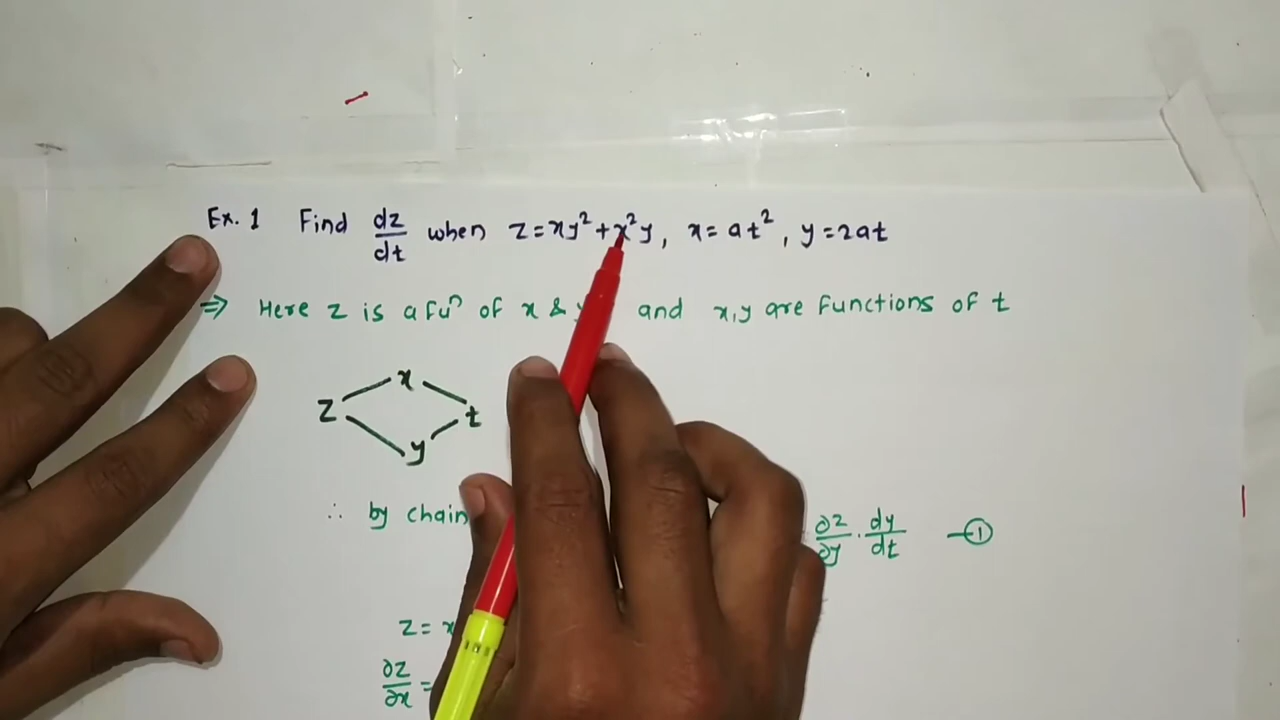 Ex. 1 Find dz/dt when z = xy² + x²y, x = at², y = 2at
⇒ Here z is a fuⁿ of x & and x,y are functions of t
x
z t
y
∴ by chain ∂z/∂y · dy/dt —①
z =
∂z/∂x =